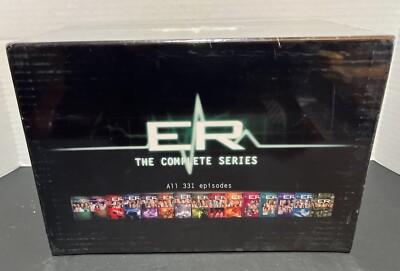 ER
THE COMPLETE SERIES
All 331 episodes